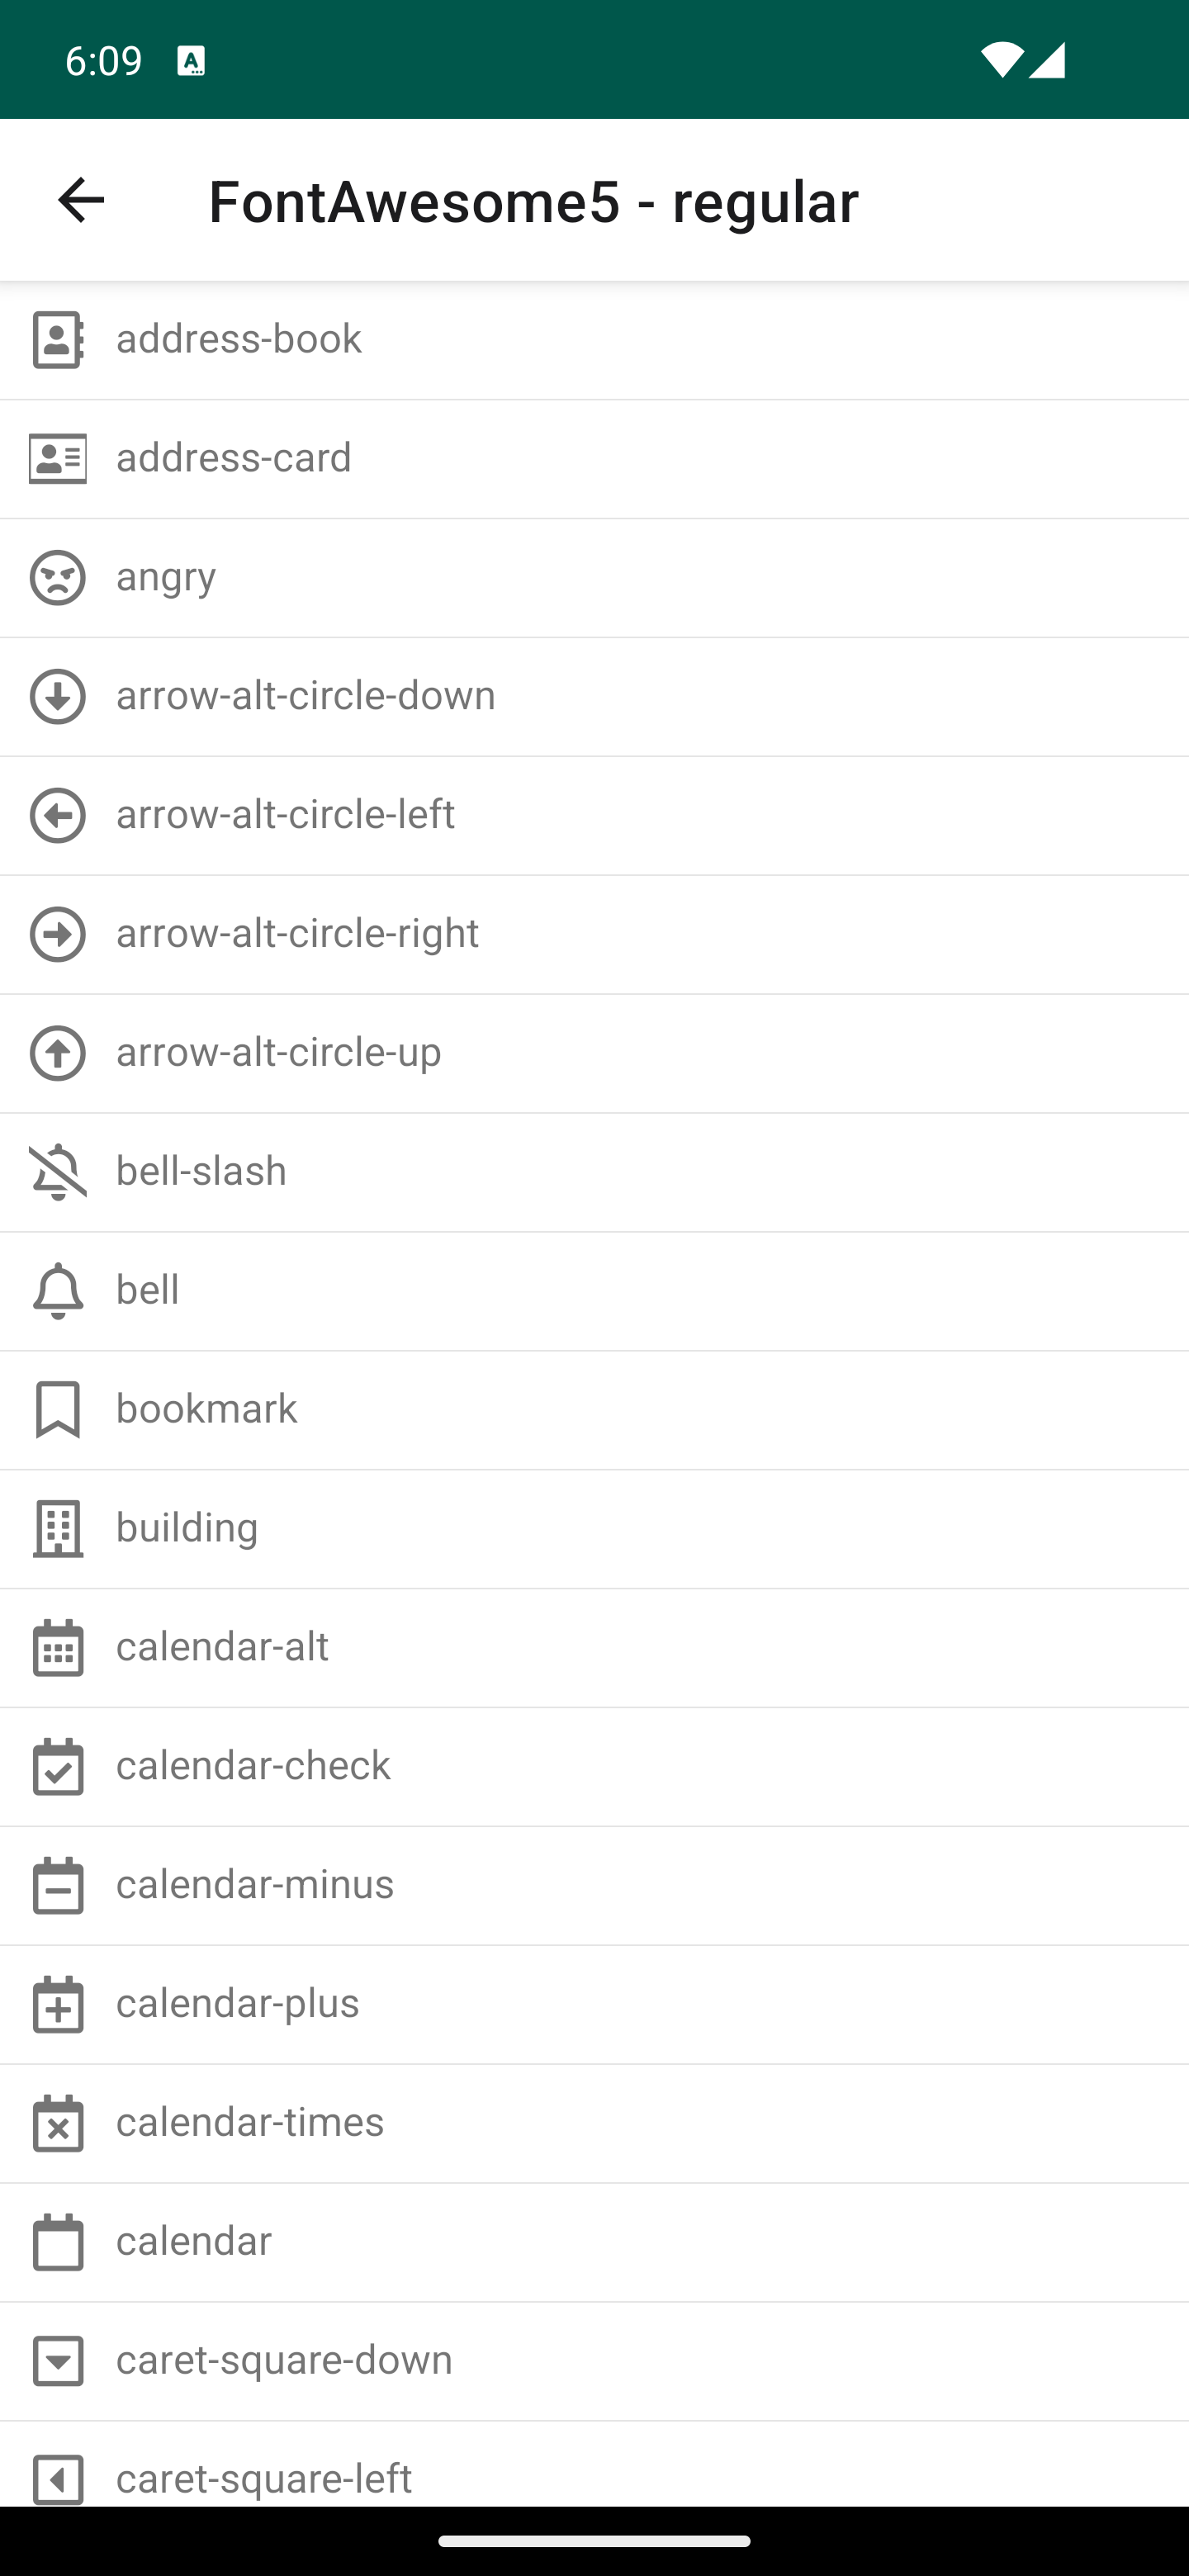 6:09
FontAwesome5 - regular
address-book
address-card
angry
arrow-alt-circle-down
arrow-alt-circle-left
arrow-alt-circle-right
arrow-alt-circle-up
bell-slash
bell
bookmark
building
calendar-alt
calendar-check
calendar-minus
calendar-plus
calendar-times
calendar
caret-square-down
caret-square-left